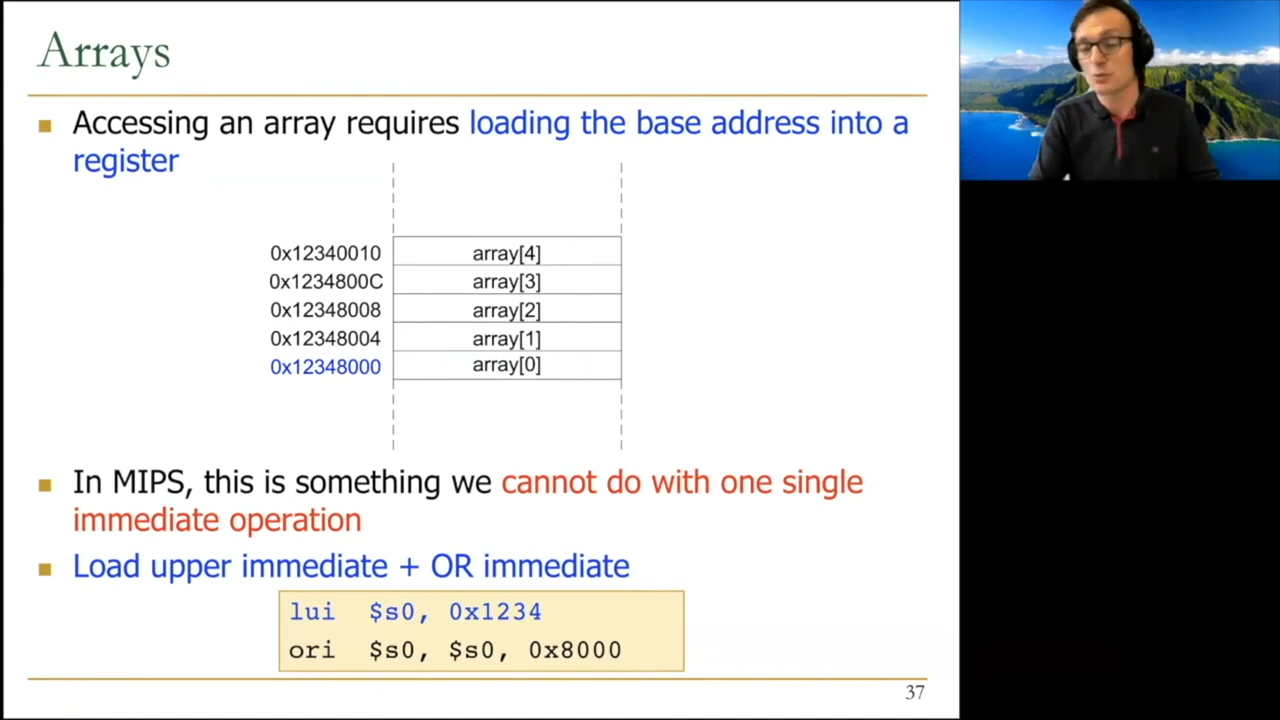 Arrays
Accessing an array requires loading the base address into a
register
0x12340010 array[4]
0x1234800C array[3]
0x12348008 array[2]
0x12348004 array[1]
0x12348000 array[0]
In MIPS, this is something we cannot do with one single
immediate operation
Load upper immediate + OR immediate
lui $s0, 0x1234
ori $s0, $s0, 0x8000
37